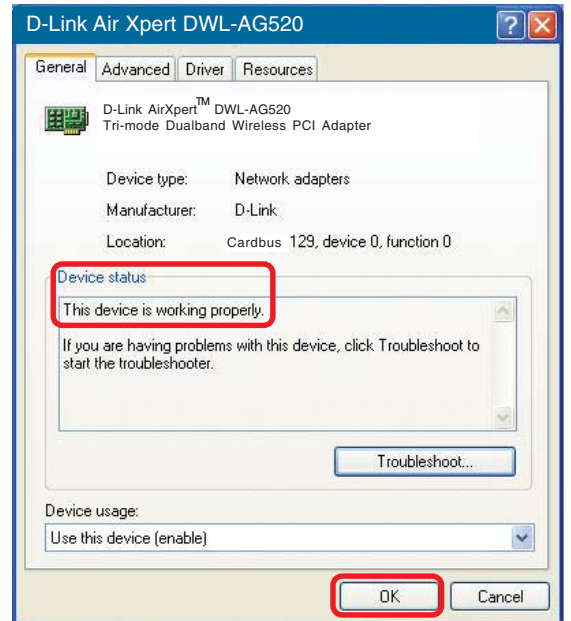 D-Link Air Xpert DWL-AG520
General Advanced Driver Resources
D-Link AirXpert™ DWL-AG520
Tri-mode Dualband Wireless PCI Adapter
Device type: Network adapters
Manufacturer: D-Link
Location: Cardbus 129, device 0, function 0
Device status
This device is working properly.
If you are having problems with this device, click Troubleshoot to
start the troubleshooter.
Troubleshoot...
Device usage:
Use this device (enable)
OK Cancel